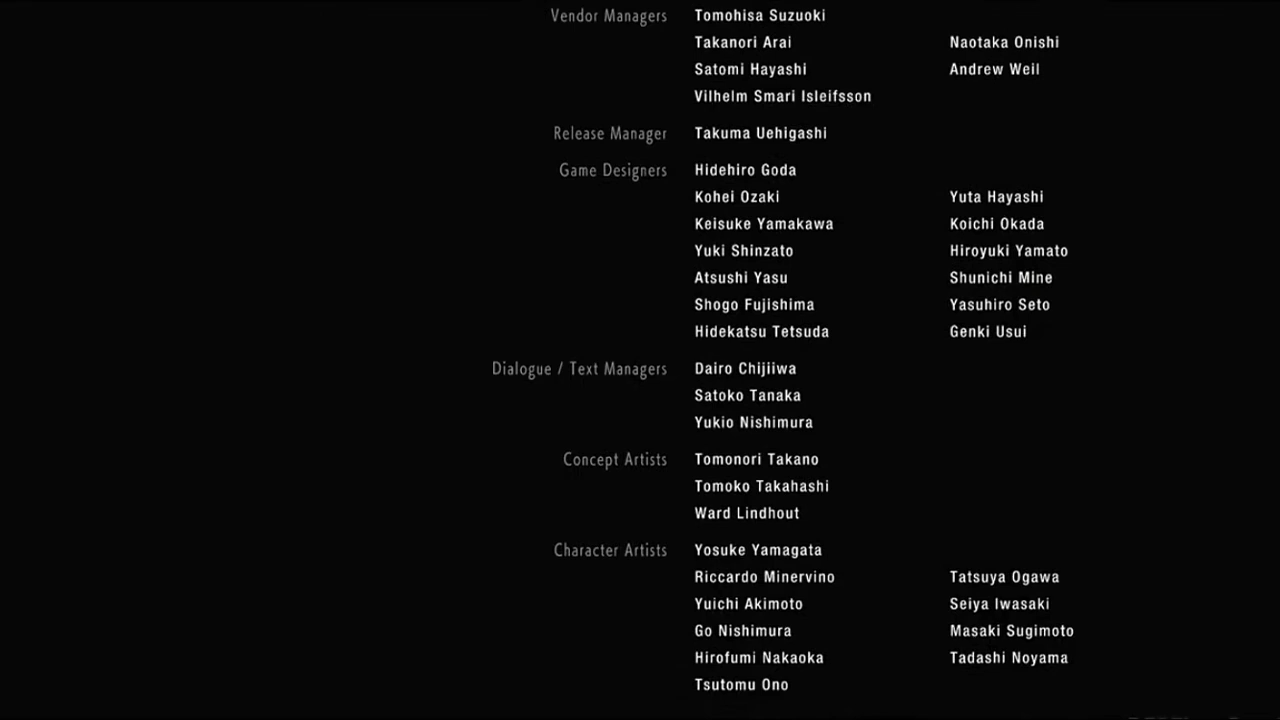 Vendor Managers Tomohisa Suzuoki
Takanori Arai Naotaka Onishi
Satomi Hayashi Andrew Weil
Vilhelm Smari Isleifsson
Release Manager Takuma Uehigashi
Game Designers Hidehiro Goda
Kohei Ozaki Yuta Hayashi
Keisuke Yamakawa Koichi Okada
Yuki Shinzato Hiroyuki Yamato
Atsushi Yasu Shunichi Mine
Shogo Fujishima Yasuhiro Seto
Hidekatsu Tetsuda Genki Usui
Dialogue / Text Managers Dairo Chijiiwa
Satoko Tanaka
Yukio Nishimura
Concept Artists Tomonori Takano
Tomoko Takahashi
Ward Lindhout
Character Artists Yosuke Yamagata
Riccardo Minervino Tatsuya Ogawa
Yuichi Akimoto Seiya Iwasaki
Go Nishimura Masaki Sugimoto
Hirofumi Nakaoka Tadashi Noyama
Tsutomu Ono